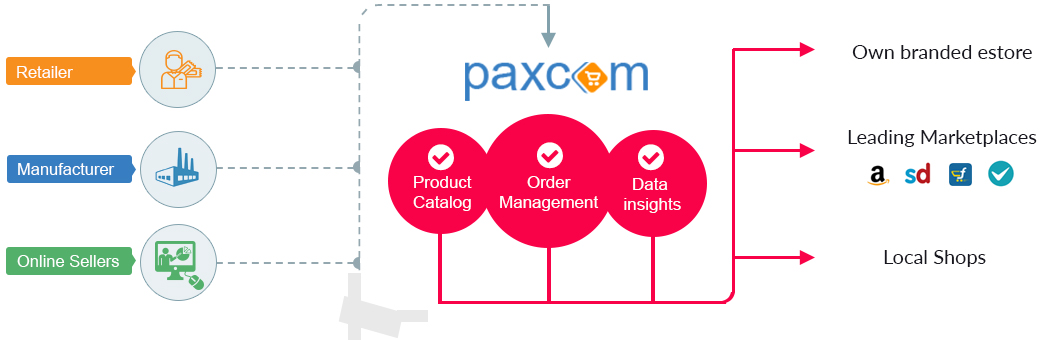 Retailer
Manufacturer
Online Sellers
paxcom
Product
Catalog
Order
Management
Data
insights
Own branded estore
Leading Marketplaces
a sd f
Local Shops